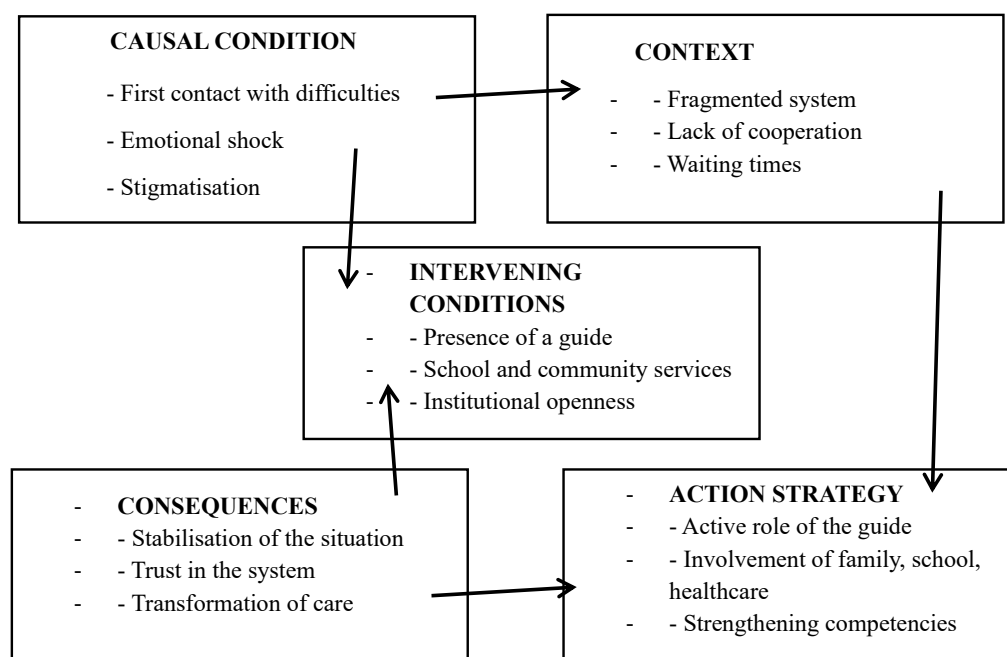 CAUSAL CONDITION
- First contact with difficulties
- Emotional shock
- Stigmatisation
CONTEXT
- - Fragmented system
- - Lack of cooperation
- - Waiting times
- INTERVENING
CONDITIONS
- - Presence of a guide
- - School and community services
- - Institutional openness
- CONSEQUENCES
- - Stabilisation of the situation
- - Trust in the system
- - Transformation of care
- ACTION STRATEGY
- - Active role of the guide
- - Involvement of family, school,
healthcare
- - Strengthening competencies